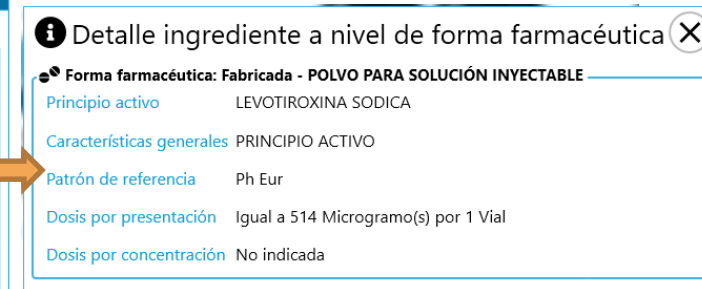 Detalle ingrediente a nivel de forma farmacéutica
Forma farmacéutica: Fabricada - POLVO PARA SOLUCIÓN INYECTABLE
Principio activo LEVOTIROXINA SODICA
Características generales PRINCIPIO ACTIVO
Patrón de referencia Ph Eur
Dosis por presentación Igual a 514 Microgramo(s) por 1 Vial
Dosis por concentración No indicada